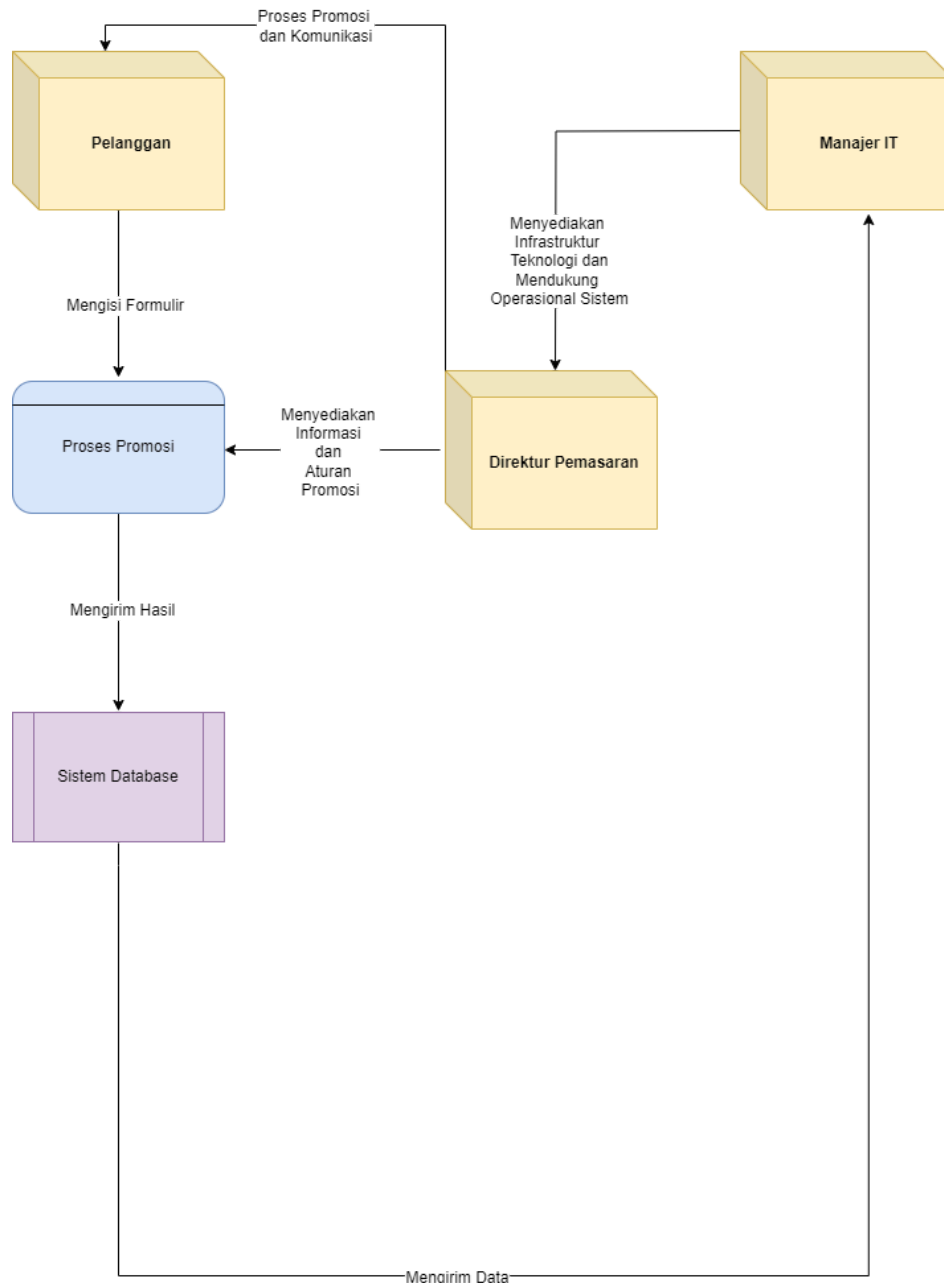 Proses Promosi
dan Komunikasi
Pelanggan
Manajer IT
Menyediakan
Infrastruktur
Teknologi dan
Mendukung
Operasional Sistem
Mengisi Formulir
Proses Promosi
Menyediakan
Informasi
dan
Aturan
Promosi
Direktur Pemasaran
Mengirim Hasil
Sistem Database
Mengirim Data